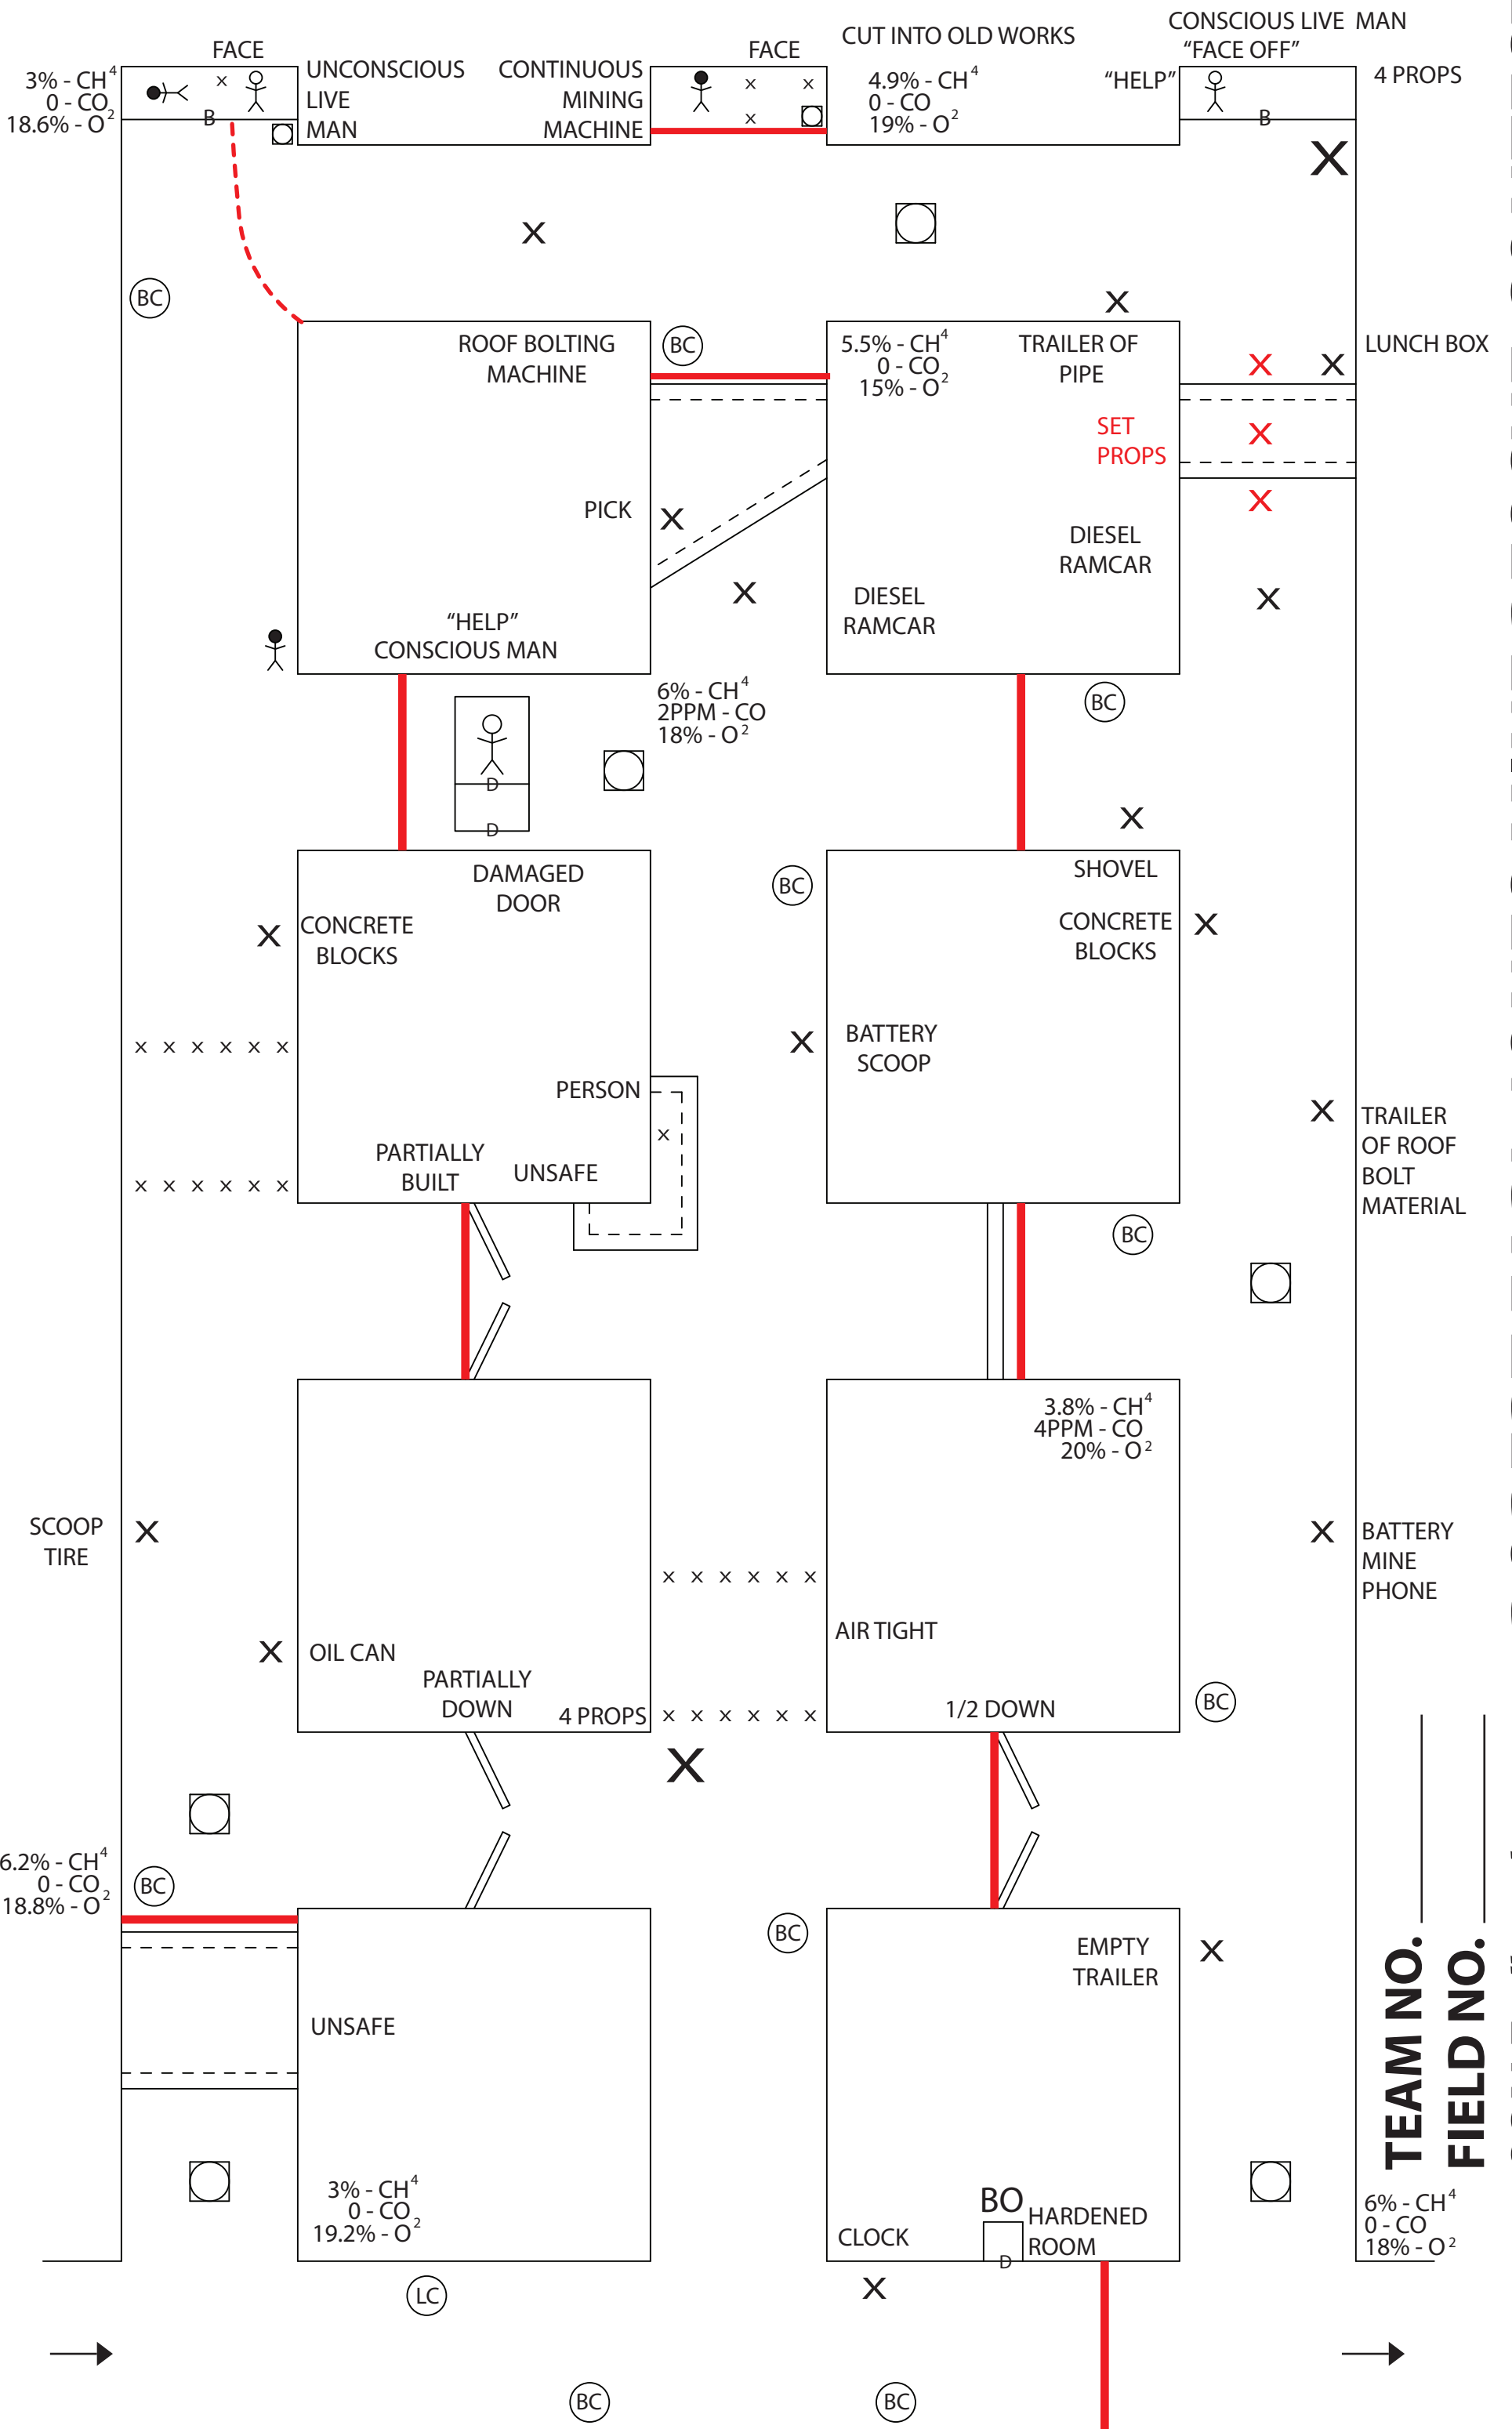 FACE
FACE
CUT INTO OLD WORKS
CONSCIOUS LIVE MAN
“FACE OFF”
3% - CH⁴
0 - CO
18.6% - O²
B
UNCONSCIOUS
LIVE
MAN
CONTINUOUS
MINING
MACHINE
4.9% - CH⁴
0 - CO
19% - O²
“HELP”
B
4 PROPS
X
X
BC
X
ROOF BOLTING
MACHINE
BC
5.5% - CH⁴
0 - CO
15% - O²
TRAILER OF
PIPE
X X
LUNCH BOX
SET
PROPS
X
X
PICK
X
DIESEL
RAMCAR
X
DIESEL
RAMCAR
X
“HELP”
CONSCIOUS MAN
6% - CH⁴
2PPM - CO
18% - O²
BC
D
D
X
DAMAGED
DOOR
BC
SHOVEL
X
CONCRETE
BLOCKS
CONCRETE
BLOCKS
X
X X X X X X
X
BATTERY
SCOOP
PERSON
X
X
TRAILER
OF ROOF
BOLT
MATERIAL
PARTIALLY
BUILT
UNSAFE
X X X X X X
BC
3.8% - CH⁴
4PPM - CO
20% - O²
SCOOP
TIRE
X
X
BATTERY
MINE
PHONE
X X X X X X
X
OIL CAN
AIR TIGHT
PARTIALLY
DOWN
4 PROPS
X X X X X X
1/2 DOWN
BC
X
6.2% - CH⁴
0 - CO
18.8% - O²
BC
BC
EMPTY
TRAILER
X
UNSAFE
TEAM NO.
FIELD NO.
3% - CH⁴
0 - CO
19.2% - O²
CLOCK
BO
HARDENED
ROOM
D
6% - CH⁴
0 - CO
18% - O²
LC
X
BC
BC